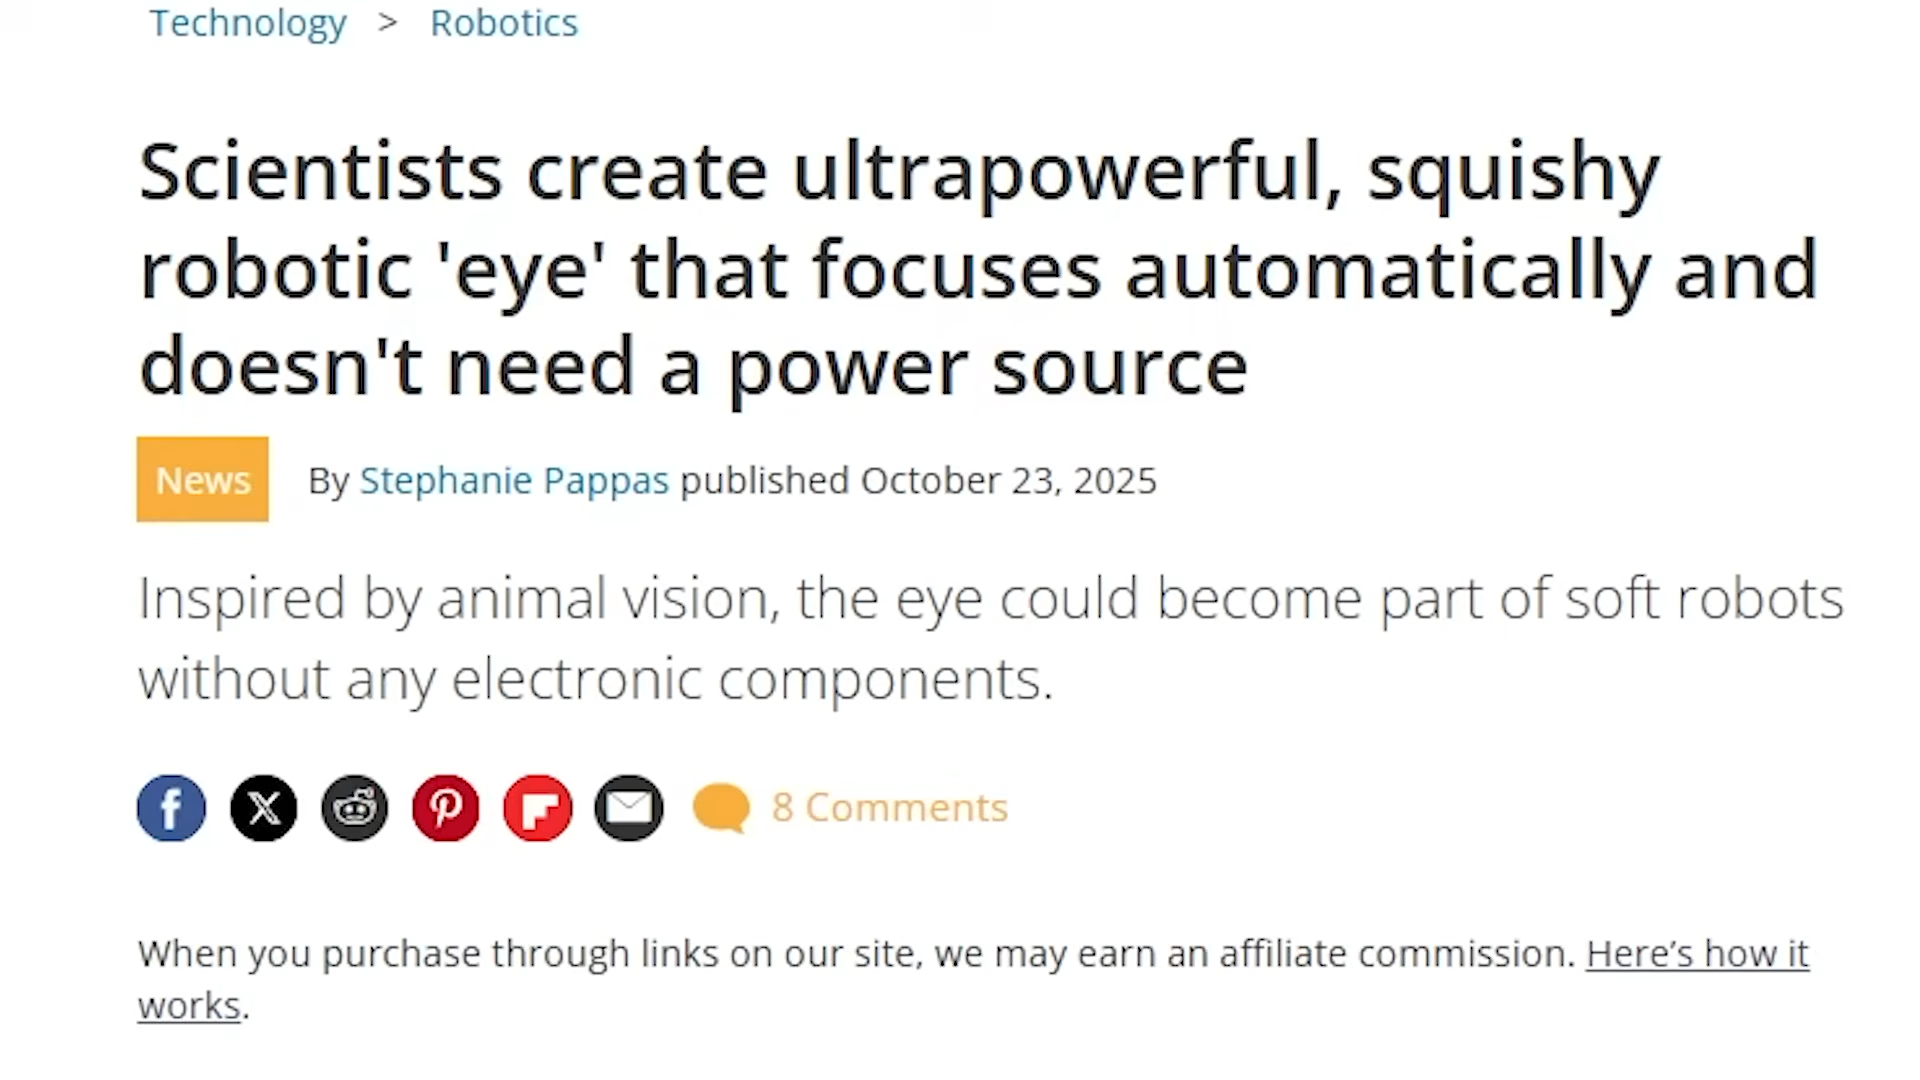 Technology > Robotics
Scientists create ultrapowerful, squishy
robotic 'eye' that focuses automatically and
doesn't need a power source
News By Stephanie Pappas published October 23, 2025
Inspired by animal vision, the eye could become part of soft robots
without any electronic components.
8 Comments
When you purchase through links on our site, we may earn an affiliate commission. Here’s how it
works.